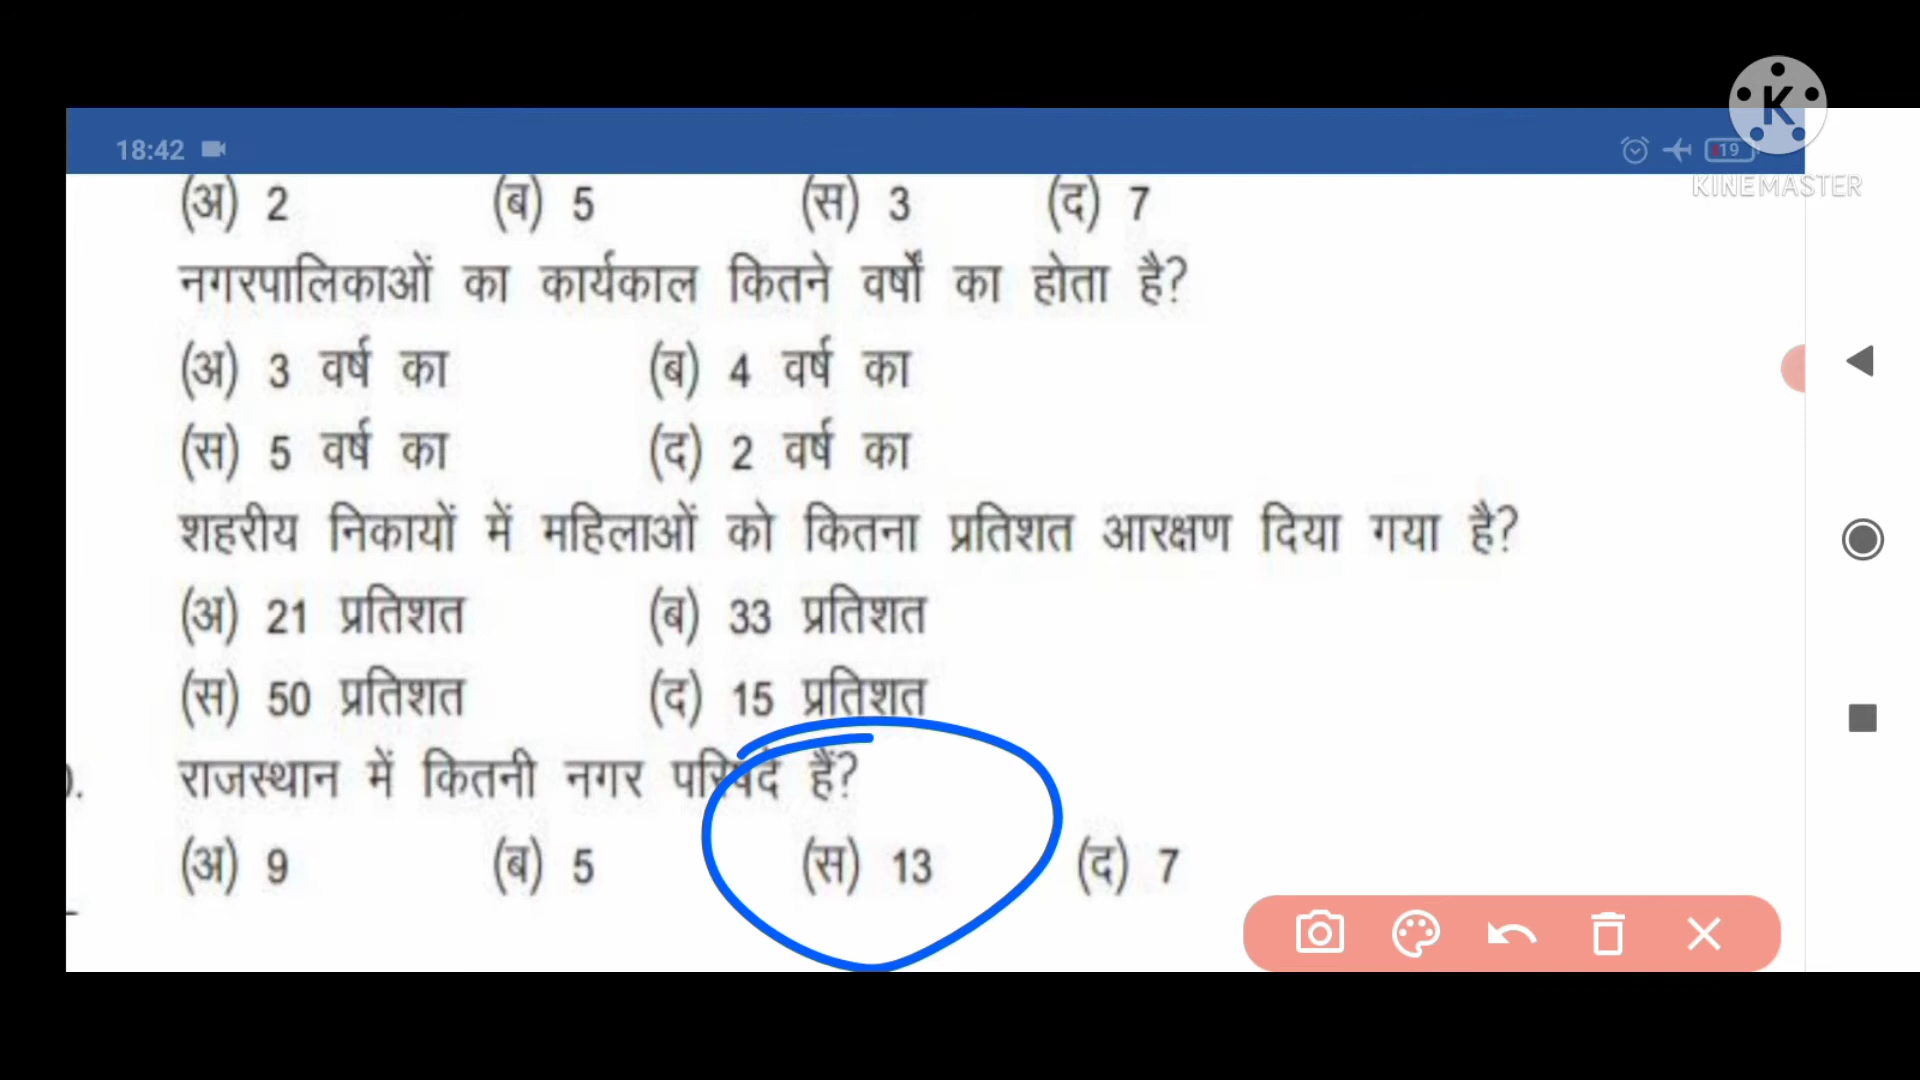 18:42
19
K
KINEMASTER
(अ) 2 (ब) 5 (स) 3 (द) 7
नगरपालिकाओं का कार्यकाल कितने वर्षों का होता है?
(अ) 3 वर्ष का (ब) 4 वर्ष का
(स) 5 वर्ष का (द) 2 वर्ष का
शहरीय निकायों में महिलाओं को कितना प्रतिशत आरक्षण दिया गया है?
(अ) 21 प्रतिशत (ब) 33 प्रतिशत
(स) 50 प्रतिशत (द) 15 प्रतिशत
राजस्थान में कितनी नगर परिषदें हैं?
(अ) 9 (ब) 5 (स) 13 (द) 7